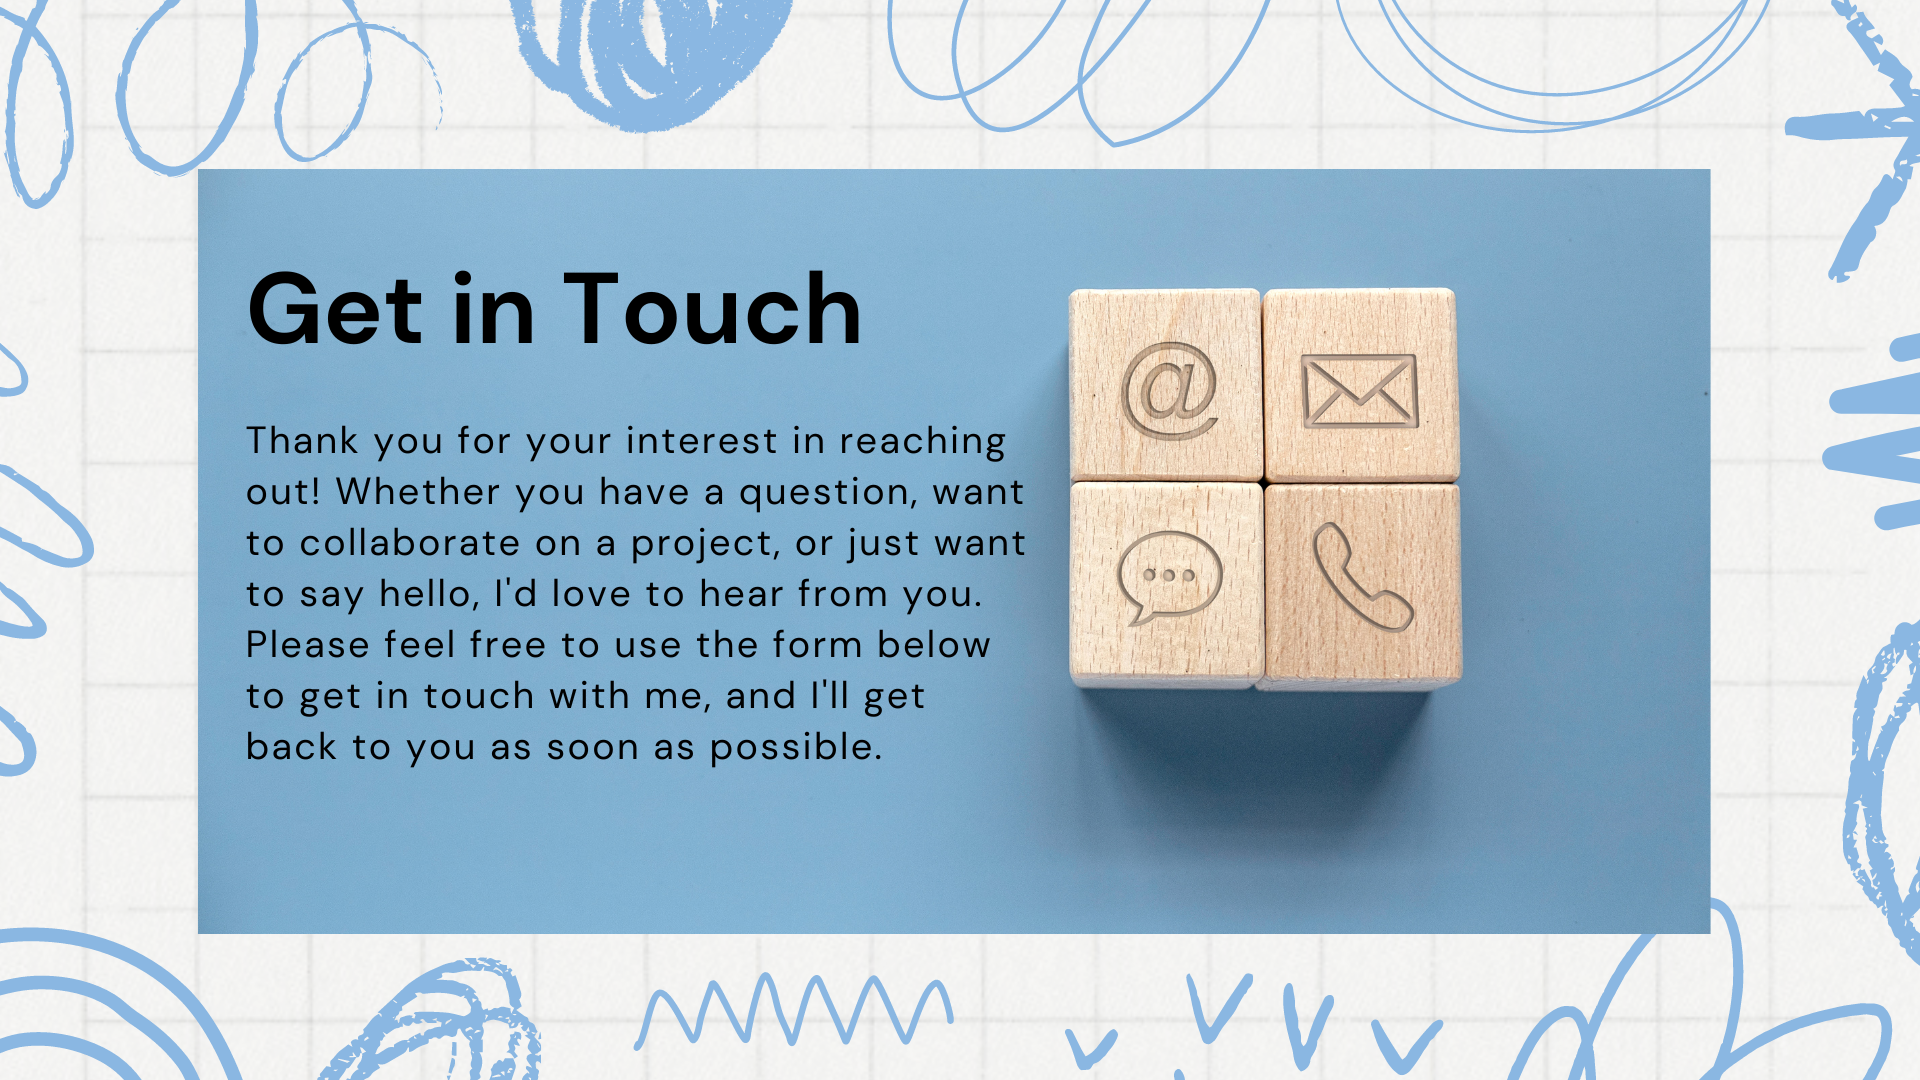 Get in Touch
Thank you for your interest in reaching
out! Whether you have a question, want
to collaborate on a project, or just want
to say hello, I'd love to hear from you.
Please feel free to use the form below
to get in touch with me, and I'll get
back to you as soon as possible.
@